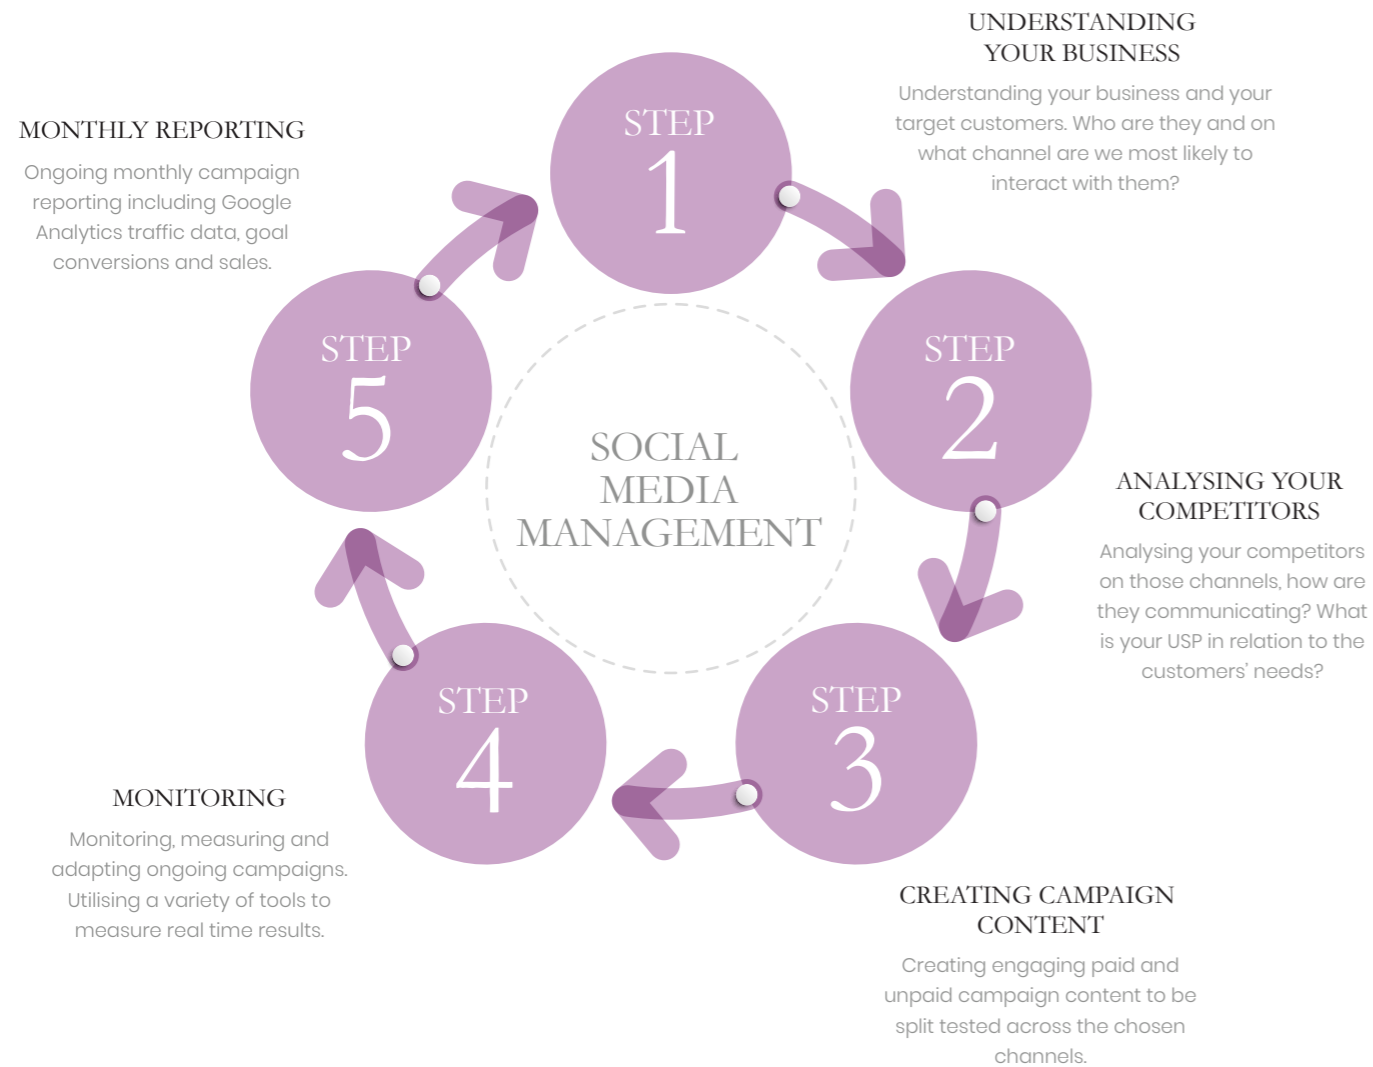 UNDERSTANDING
YOUR BUSINESS
Understanding your business and your
target customers. Who are they and on
what channel are we most likely to
interact with them?
STEP
1
MONTHLY REPORTING
Ongoing monthly campaign
reporting including Google
Analytics traffic data, goal
conversions and sales.
STEP
5
STEP
2
SOCIAL
MEDIA
MANAGEMENT
ANALYSING YOUR
COMPETITORS
Analysing your competitors
on those channels, how are
they communicating? What
is your USP in relation to the
customers’ needs?
STEP
4
STEP
3
MONITORING
Monitoring, measuring and
adapting ongoing campaigns.
Utilising a variety of tools to
measure real time results.
CREATING CAMPAIGN
CONTENT
Creating engaging paid and
unpaid campaign content to be
split tested across the chosen
channels.